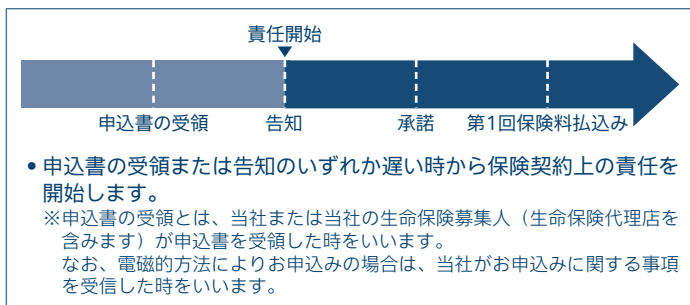 責任開始
申込書の受領
告知
承諾
第1回保険料払込み
•申込書の受領または告知のいずれか遅い時から保険契約上の責任を
開始します。
※申込書の受領とは、当社または当社の生命保険募集人（生命保険代理店を
含みます）が申込書を受領した時をいいます。
なお、電磁的方法によりお申込みの場合は、当社がお申込みに関する事項
を受信した時をいいます。